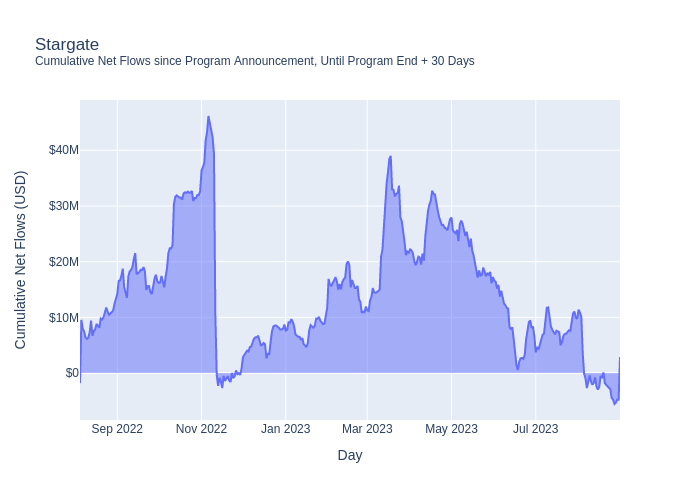 Stargate
Cumulative Net Flows since Program Announcement, Until Program End + 30 Days
Cumulative Net Flows (USD)
$40M
$30M
$20M
$10M
$0
Sep 2022 Nov 2022 Jan 2023 Mar 2023 May 2023 Jul 2023
Day